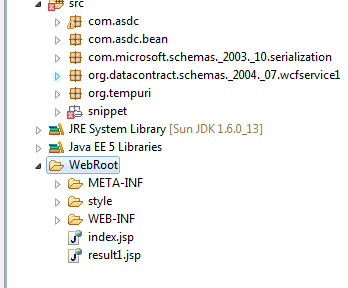 src
com.asdc
com.asdc.bean
com.microsoft.schemas._2003._10.serialization
org.datacontract.schemas._2004._07.wcfservice1
org.tempuri
snippet
JRE System Library [Sun JDK 1.6.0_13]
Java EE 5 Libraries
WebRoot
META-INF
style
WEB-INF
index.jsp
result1.jsp